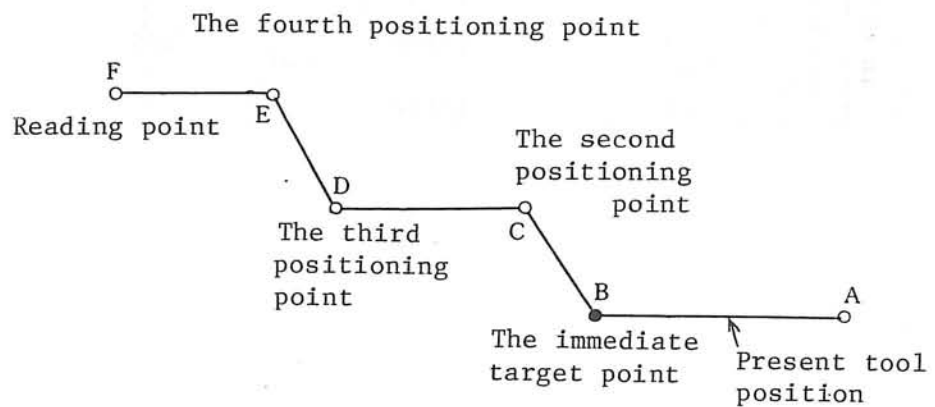 The fourth positioning point
F
E
Reading point
The second
positioning
point
D
C
The third
positioning
point
B
A
The immediate
target point
Present tool
position